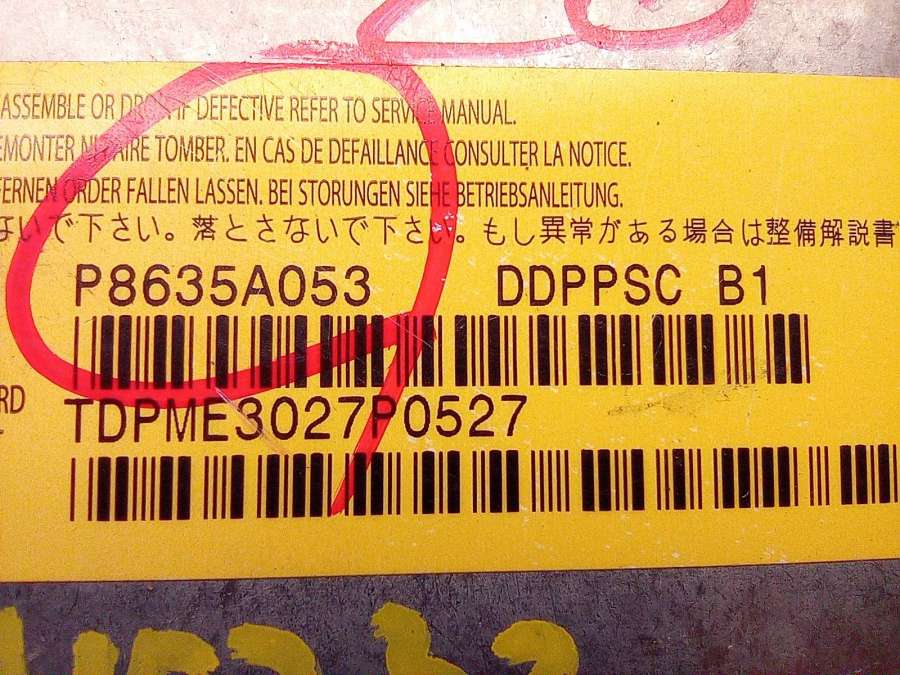 ASSEMBLE OR DROP. IF DEFECTIVE REFER TO SERVICE MANUAL.
EMONTER NI FAIRE TOMBER. EN CAS DE DEFAILLANCE CONSULTER LA NOTICE.
FERNEN ORDER FALLEN LASSEN. BEI STORUNGEN SIEHE BETRIEBSANLEITUNG.
ないで下さい。落とさないで下さい。もし異常がある場合は整備解説書
P8635A053 DDPPSC B1
RD
TDPME3027P0527